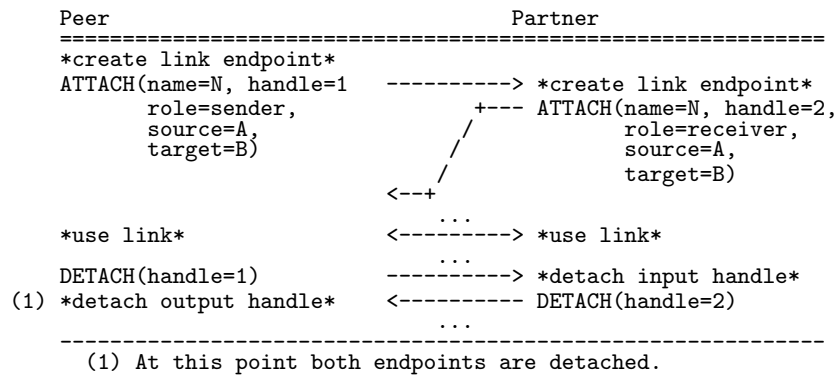 Peer                                Partner
================================================================
*create link endpoint*
ATTACH(name=N, handle=1   ----------> *create link endpoint*
       role=sender,            +--- ATTACH(name=N, handle=2,
       source=A,              /            role=receiver,
       target=B)             /             source=A,
                            /              target=B)
                         <--+
                            ...
*use link*                <----------> *use link*
                            ...
DETACH(handle=1)          ----------> *detach input handle*
(1) *detach output handle*    <---------- DETACH(handle=2)
                            ...
----------------------------------------------------------------
(1) At this point both endpoints are detached.